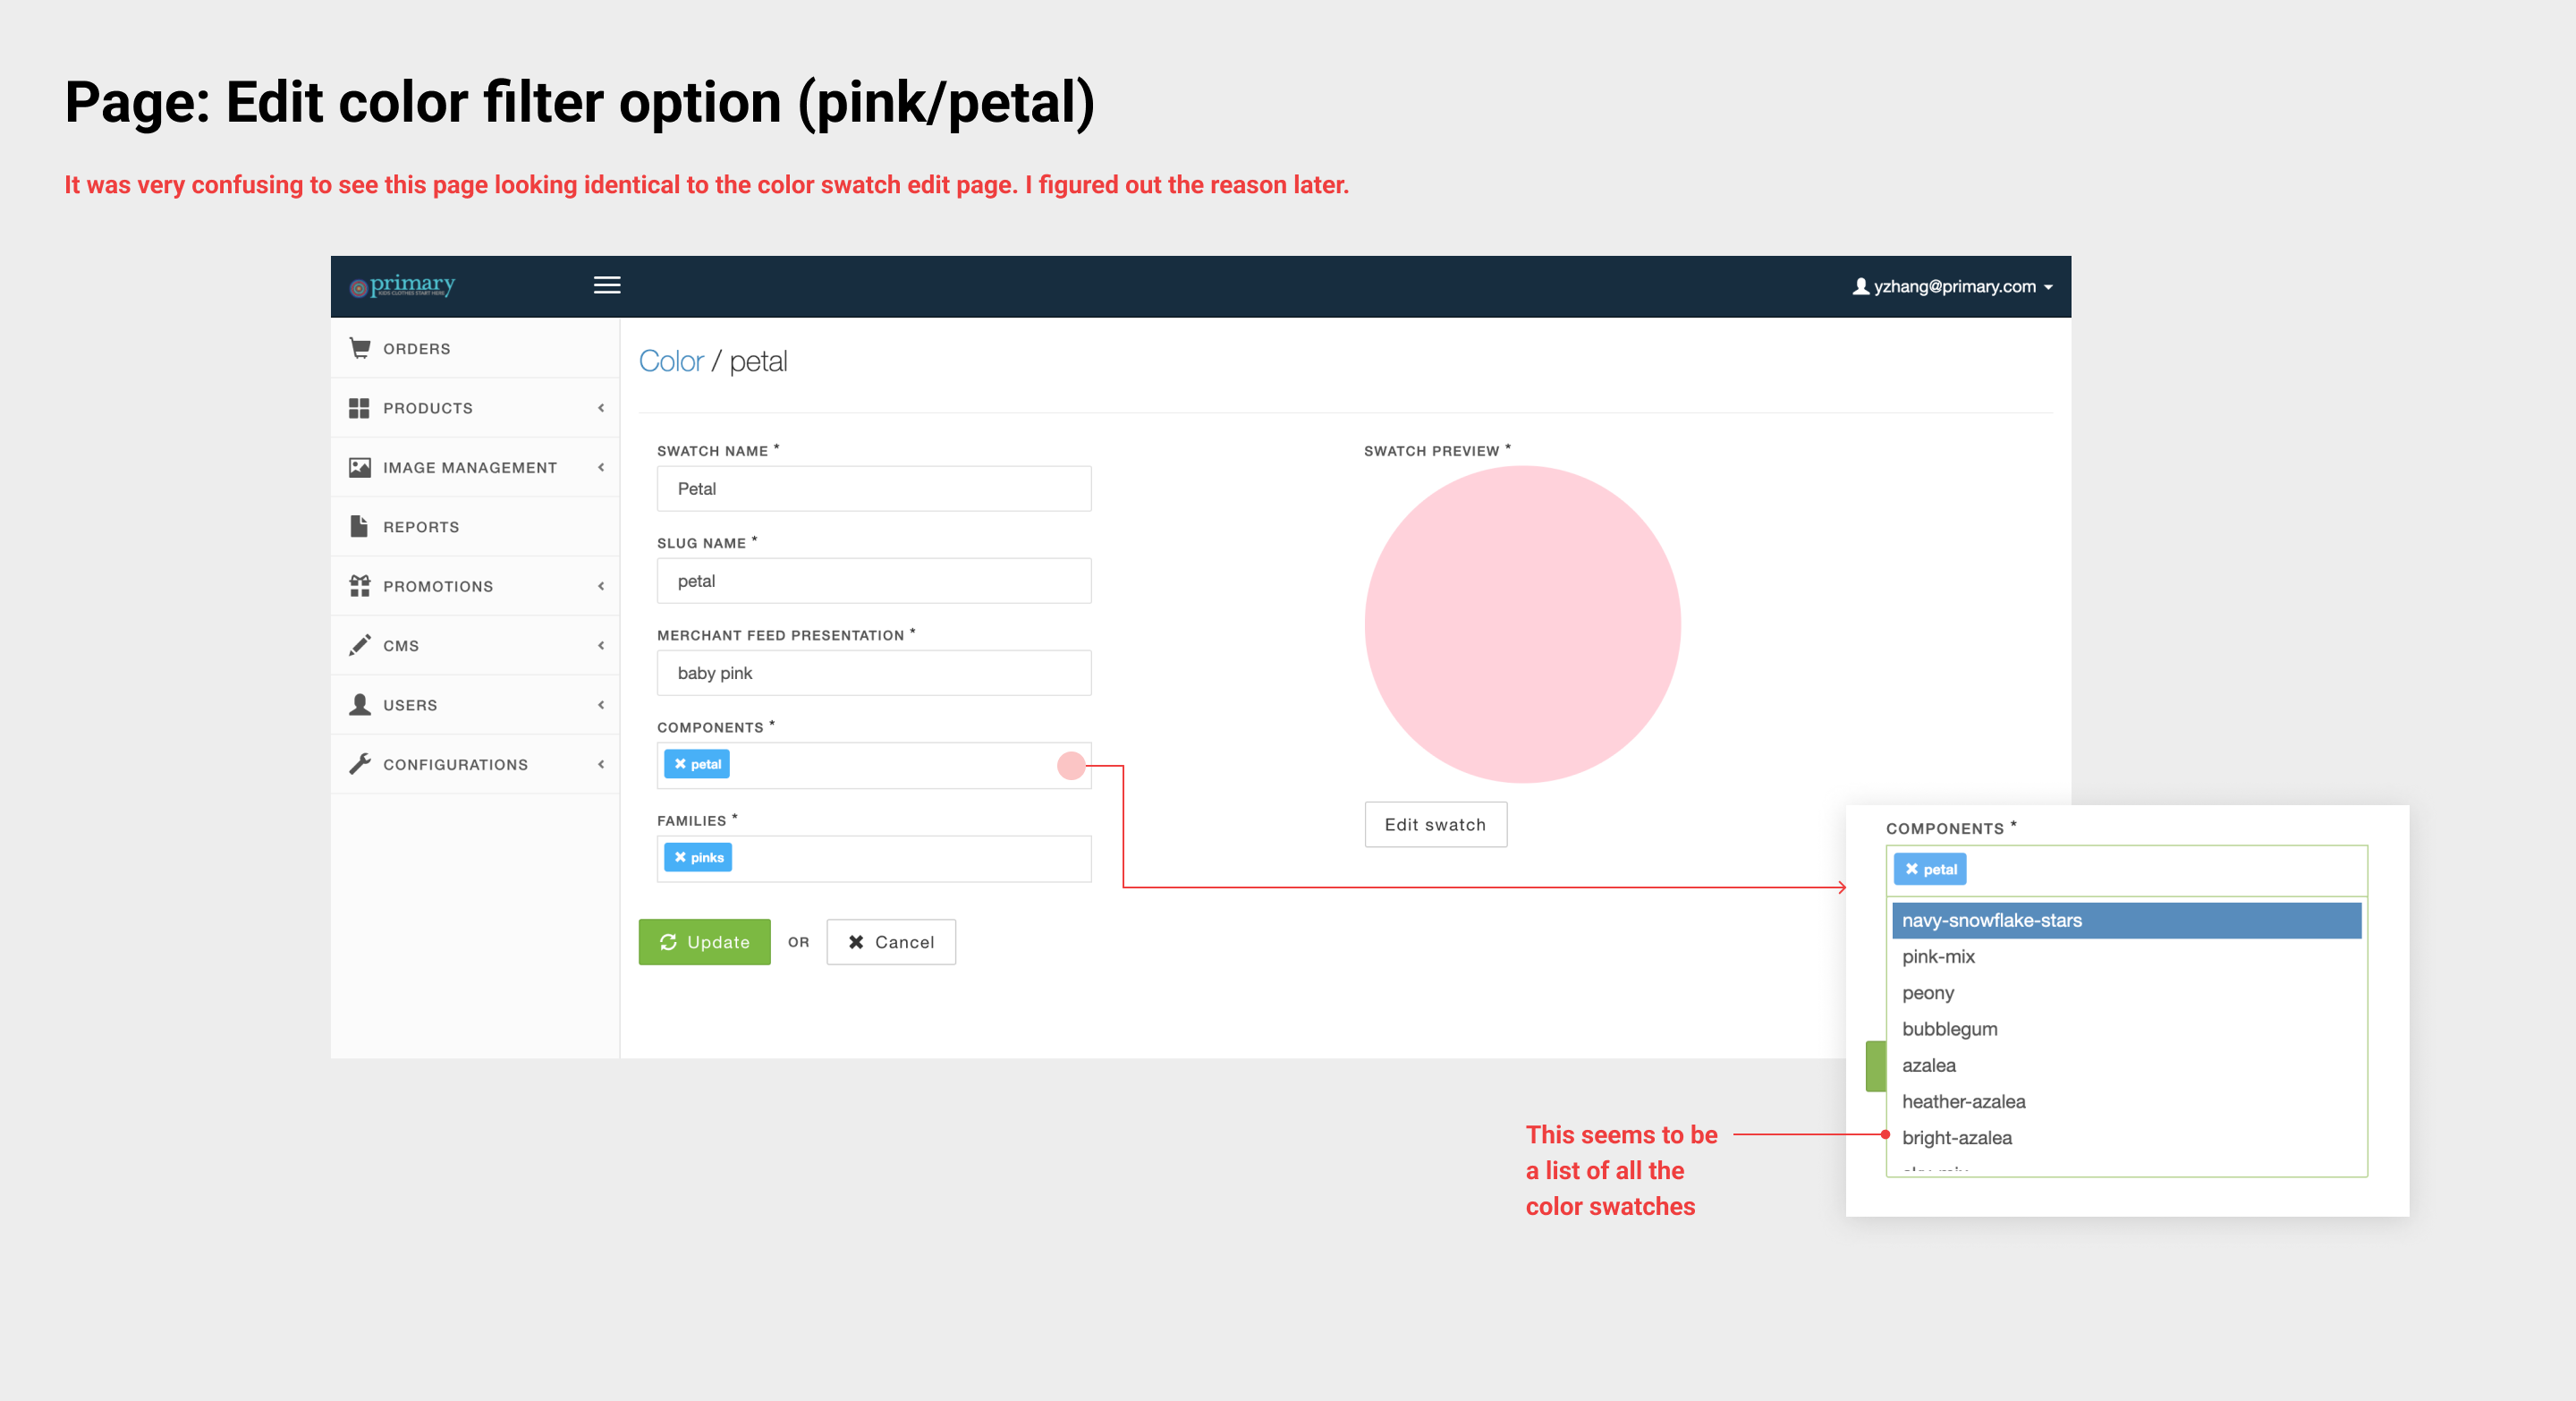 Page: Edit color filter option (pink/petal)
It was very confusing to see this page looking identical to the color swatch edit page. I figured out the reason later.
primary
KIDS CLOTHES START HERE
yzhang@primary.com
ORDERS
PRODUCTS
IMAGE MANAGEMENT
REPORTS
PROMOTIONS
CMS
USERS
CONFIGURATIONS
Color / petal
SWATCH NAME *
Petal
SLUG NAME *
petal
MERCHANT FEED PRESENTATION *
baby pink
COMPONENTS *
petal
FAMILIES *
pinks
Update
OR
Cancel
SWATCH PREVIEW *
Edit swatch
COMPONENTS *
petal
navy-snowflake-stars
pink-mix
peony
bubblegum
azalea
heather-azalea
bright-azalea
This seems to be
a list of all the
color swatches